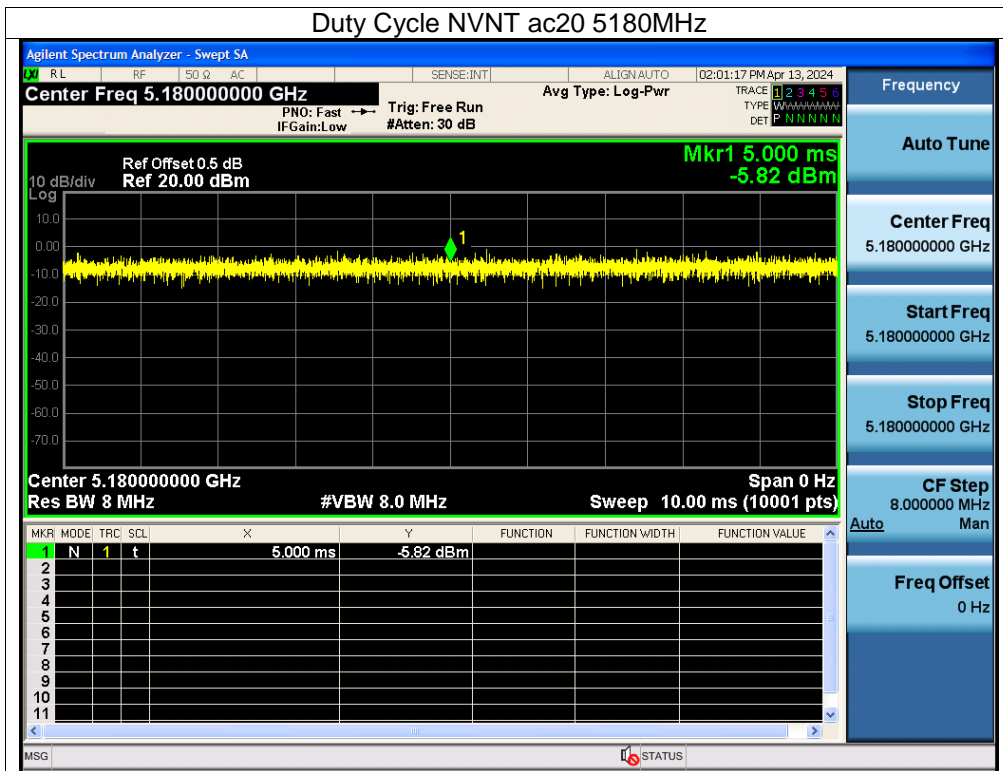 Duty Cycle NVNT ac20 5180MHz
Agilent Spectrum Analyzer - Swept SA
LXI RL RF 50 Ω AC SENSE:INT ALIGN AUTO 02:01:17 PM Apr 13, 2024
Center Freq 5.180000000 GHz
PNO: Fast
IFGain:Low
Trig: Free Run
#Atten: 30 dB
Avg Type: Log-Pwr
TRACE 1 2 3 4 5 6
TYPE WWWWWW
DET P N N N N N
Mkr1 5.000 ms
-5.82 dBm
Ref Offset 0.5 dB
10 dB/div Ref 20.00 dBm
Log
10.0
0.00
-10.0
-20.0
-30.0
-40.0
-50.0
-60.0
-70.0
1
Center 5.180000000 GHz Span 0 Hz
Res BW 8 MHz #VBW 8.0 MHz Sweep 10.00 ms (10001 pts)
MKR MODE TRC SCL X Y FUNCTION FUNCTION WIDTH FUNCTION VALUE
1 N 1 t 5.000 ms -5.82 dBm
2
3
4
5
6
7
8
9
10
11
MSG STATUS
Frequency
Auto Tune
Center Freq
5.180000000 GHz
Start Freq
5.180000000 GHz
Stop Freq
5.180000000 GHz
CF Step
8.000000 MHz
Auto Man
Freq Offset
0 Hz